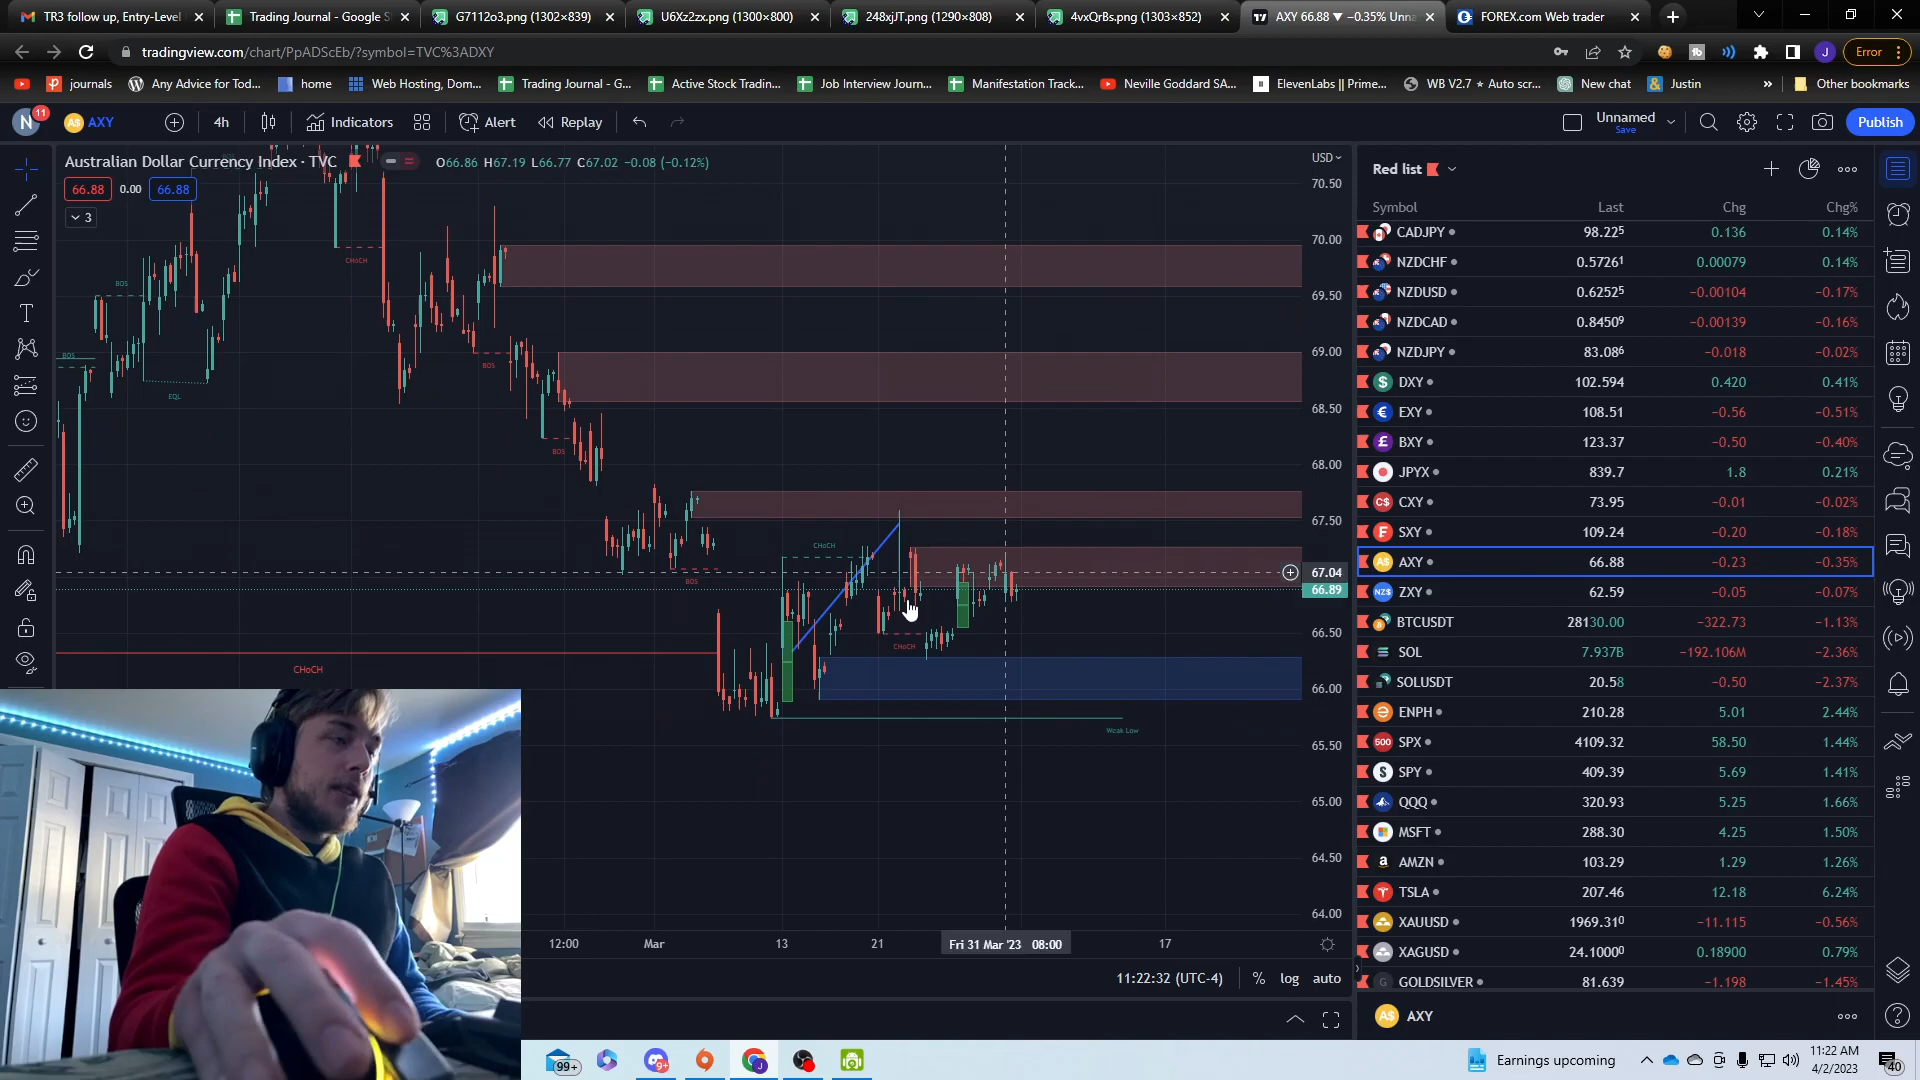 TR3 follow up, Entry-Level
Trading Journal - Google S
G7112o3.png (1302×839)
U6Xz2zx.png (1300×800)
248xjJT.png (1290×808)
4vxQrBs.png (1303×852)
AXY 66.88 ▼ −0.35% Unna
FOREX.com Web trader
tradingview.com/chart/PpADScEb/?symbol=TVC%3ADXY
Error
journals
Any Advice for Tod...
home
Web Hosting, Dom...
Trading Journal - G...
Active Stock Tradin...
Job Interview Journ...
Manifestation Track...
Neville Goddard SA...
ElevenLabs || Prime...
WB V2.7 ★ Auto scr...
New chat
Justin
»
Other bookmarks
N 11
AXY
4h
Indicators
Alert
Replay
Unnamed
Save
Publish
Australian Dollar Currency Index · TVC
O66.86 H67.19 L66.77 C67.02 −0.08 (−0.12%)
66.88 0.00 66.88
3
USD
70.50
70.00
69.50
69.00
68.50
68.00
67.50
67.04
66.89
66.50
66.00
65.50
65.00
64.50
64.00
CHoCH
BOS
BOS
EQL
BOS
BOS
BOS
CHoCH
CHoCH
CHoCH
Weak Low
12:00
Mar
13
21
Fri 31 Mar '23 08:00
17
11:22:32 (UTC-4)
%
log
auto
Red list
Symbol Last Chg Chg%
CADJPY 98.225 0.136 0.14%
NZDCHF 0.57261 0.00079 0.14%
NZDUSD 0.62525 −0.00104 −0.17%
NZDCAD 0.84509 −0.00139 −0.16%
NZDJPY 83.086 −0.018 −0.02%
DXY 102.594 0.420 0.41%
EXY 108.51 −0.56 −0.51%
BXY 123.37 −0.50 −0.40%
JPYX 839.7 1.8 0.21%
CXY 73.95 −0.01 −0.02%
SXY 109.24 −0.20 −0.18%
AXY 66.88 −0.23 −0.35%
ZXY 62.59 −0.05 −0.07%
BTCUSDT 28130.00 −322.73 −1.13%
SOL 7.937B −192.106M −2.36%
SOLUSDT 20.58 −0.50 −2.37%
ENPH 210.28 5.01 2.44%
SPX 4109.32 58.50 1.44%
SPY 409.39 5.69 1.41%
QQQ 320.93 5.25 1.66%
MSFT 288.30 4.25 1.50%
AMZN 103.29 1.29 1.26%
TSLA 207.46 12.18 6.24%
XAUUSD 1969.310 −11.115 −0.56%
XAGUSD 24.1000 0.18900 0.79%
GOLDSILVER 81.639 −1.198 −1.45%
AXY
99+
9+
Earnings upcoming
11:22 AM
4/2/2023
40